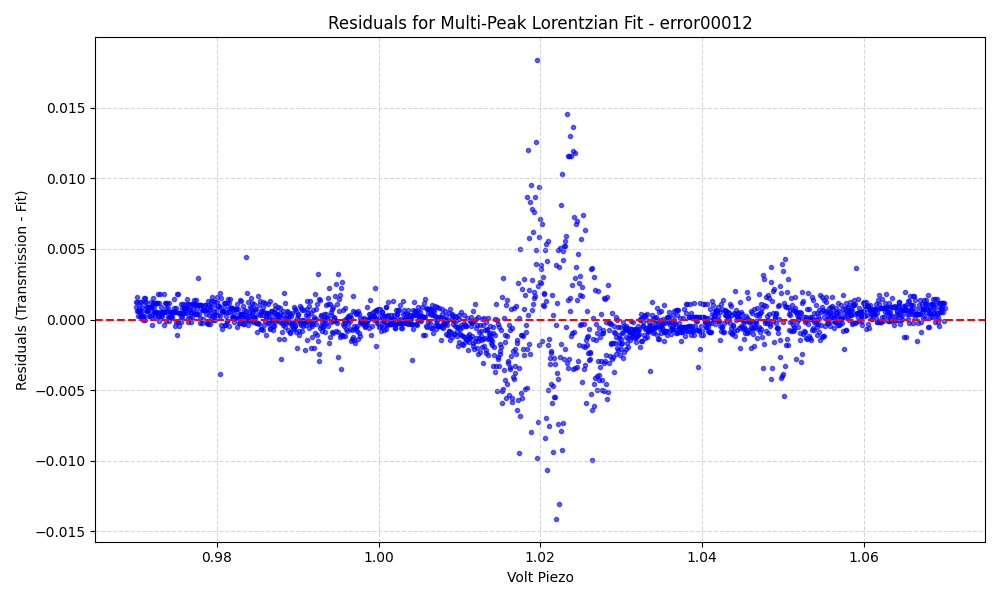 Residuals for Multi-Peak Lorentzian Fit - error00012
Residuals (Transmission - Fit)
0.015
0.010
0.005
0.000
−0.005
−0.010
−0.015
0.98 1.00 1.02 1.04 1.06
Volt Piezo